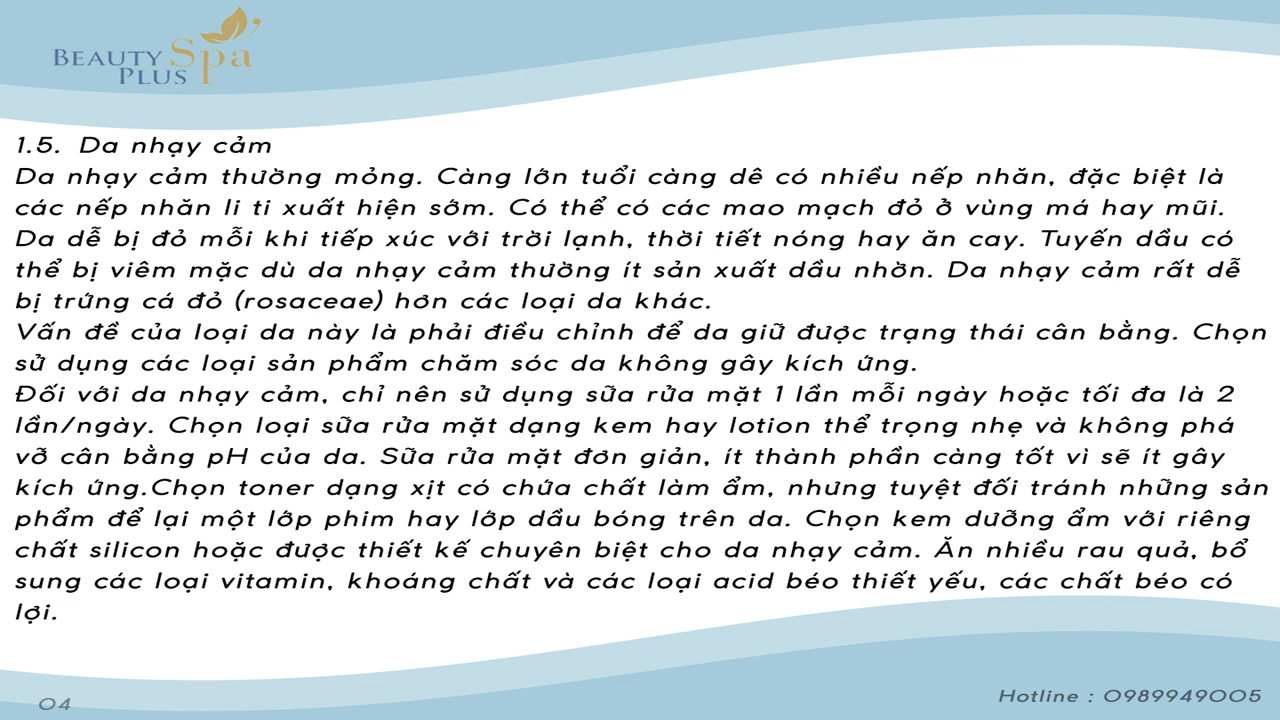 BEAUTY Spa
PLUS
1.5. Da nhạy cảm
Da nhạy cảm thường mỏng. Càng lớn tuổi càng dê có nhiều nếp nhăn, đặc biệt là
các nếp nhăn li ti xuất hiện sớm. Có thể có các mao mạch đỏ ở vùng má hay mũi.
Da dễ bị đỏ mỗi khi tiếp xúc với trời lạnh, thời tiết nóng hay ăn cay. Tuyến dầu có
thể bị viêm mặc dù da nhạy cảm thường ít sản xuất dầu nhờn. Da nhạy cảm rất dễ
bị trứng cá đỏ (rosaceae) hơn các loại da khác.
Vấn đề của loại da này là phải điều chỉnh để da giữ được trạng thái cân bằng. Chọn
sử dụng các loại sản phẩm chăm sóc da không gây kích ứng.
Đối với da nhạy cảm, chỉ nên sử dụng sữa rửa mặt 1 lần mỗi ngày hoặc tối đa là 2
lần/ngày. Chọn loại sữa rửa mặt dạng kem hay lotion thể trọng nhẹ và không phá
vỡ cân bằng pH của da. Sữa rửa mặt đơn giản, ít thành phần càng tốt vì sẽ ít gây
kích ứng.Chọn toner dạng xịt có chứa chất làm ẩm, nhưng tuyệt đối tránh những sản
phẩm để lại một lớp phim hay lớp dầu bóng trên da. Chọn kem dưỡng ẩm với riêng
chất silicon hoặc được thiết kế chuyên biệt cho da nhạy cảm. Ăn nhiều rau quả, bổ
sung các loại vitamin, khoáng chất và các loại acid béo thiết yếu, các chất béo có
lợi.
04
Hotline : 0989949005